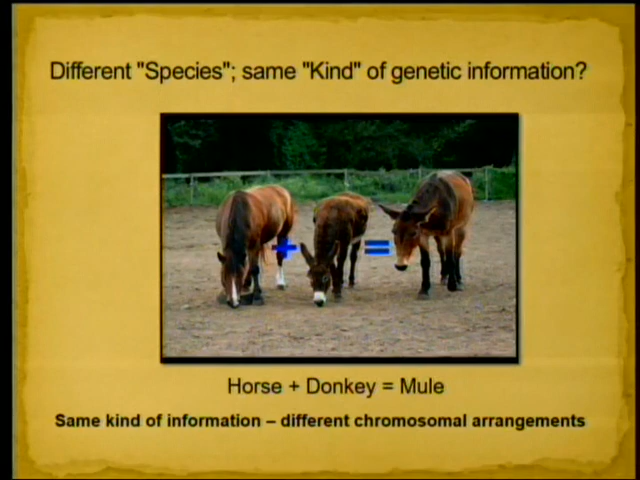 Different "Species"; same "Kind" of genetic information?
+ =
Horse + Donkey = Mule
Same kind of information – different chromosomal arrangements